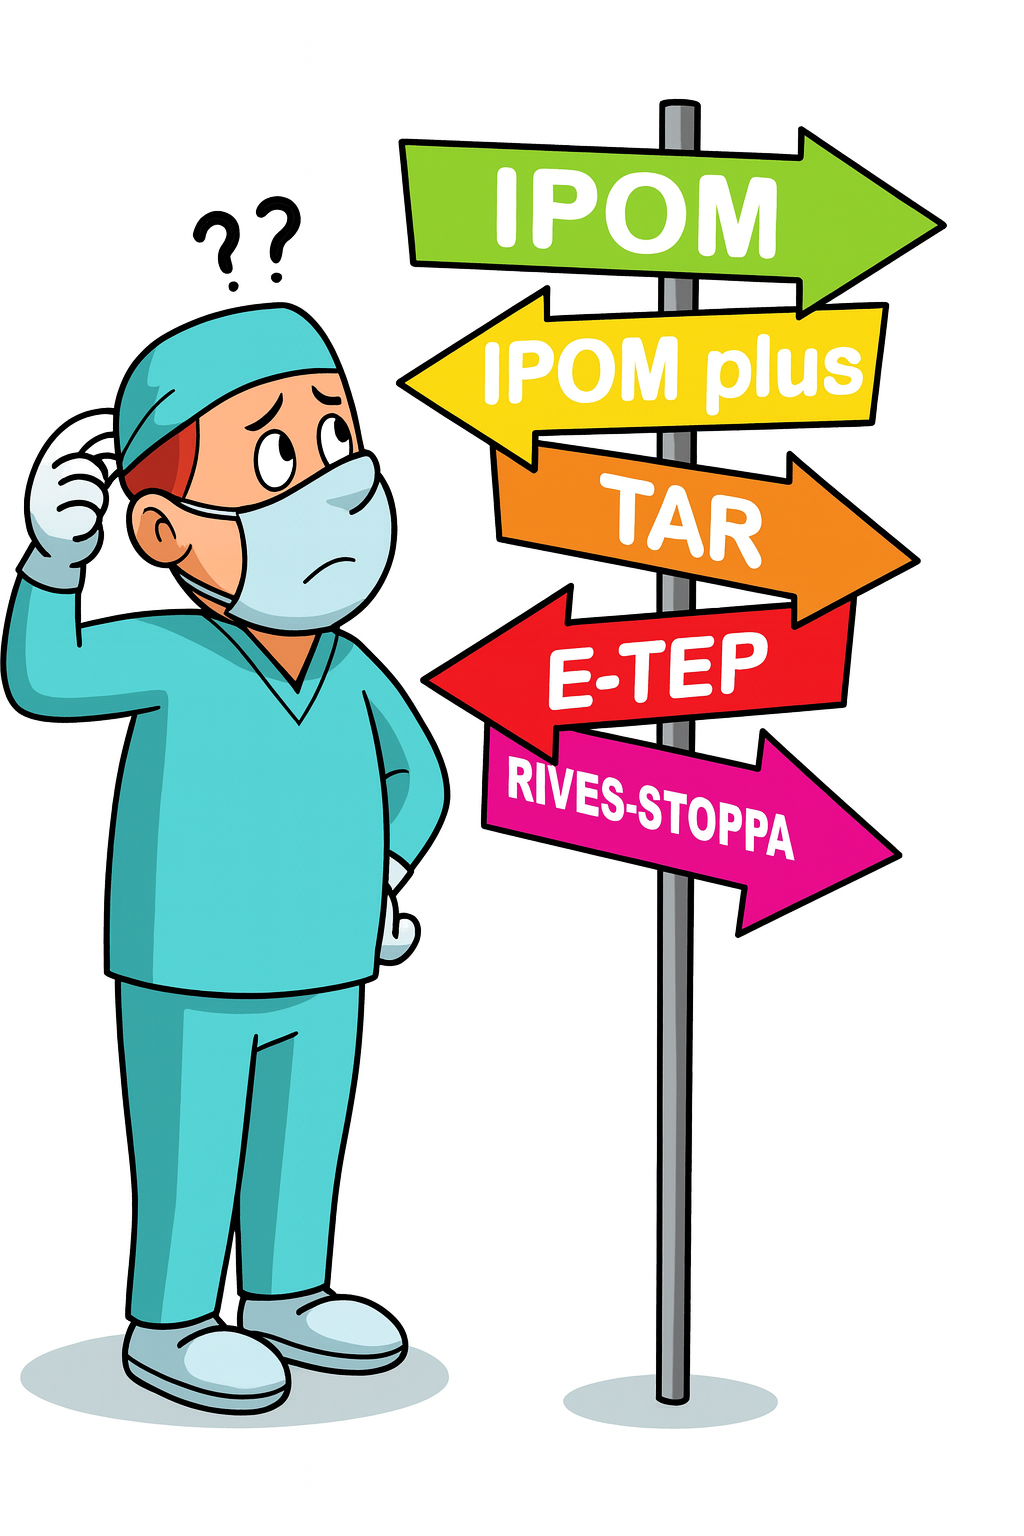 ??
IPOM
IPOM plus
TAR
E-TEP
RIVES-STOPPA